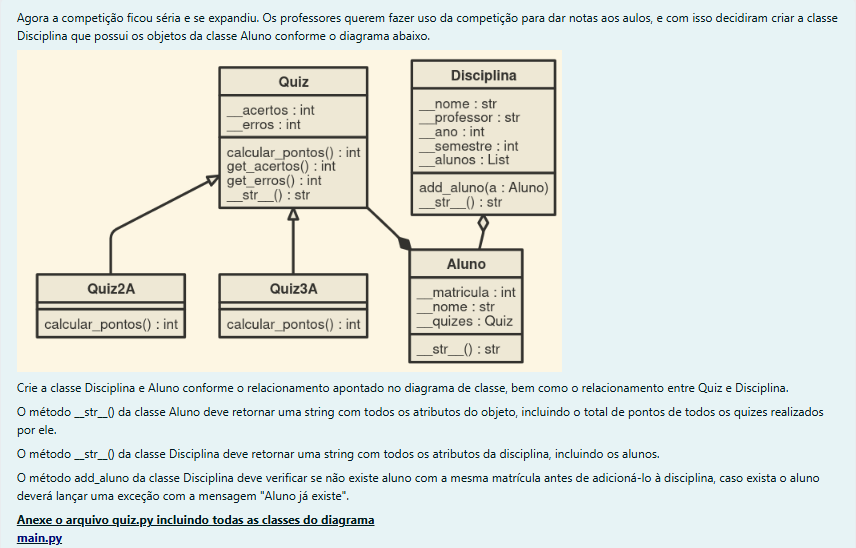 Agora a competição ficou séria e se expandiu. Os professores querem fazer uso da competição para dar notas aos aulos, e com isso decidiram criar a classe
Disciplina que possui os objetos da classe Aluno conforme o diagrama abaixo.
Quiz
__acertos : int
__erros : int
calcular_pontos() : int
get_acertos() : int
get_erros() : int
__str__() : str
Disciplina
__nome : str
__professor : str
__ano : int
__semestre : int
__alunos : List
add_aluno(a : Aluno)
__str__() : str
Quiz2A
calcular_pontos() : int
Quiz3A
calcular_pontos() : int
Aluno
__matricula : int
__nome : str
__quizes : Quiz
__str__() : str
Crie a classe Disciplina e Aluno conforme o relacionamento apontado no diagrama de classe, bem como o relacionamento entre Quiz e Disciplina.
O método __str__() da classe Aluno deve retornar uma string com todos os atributos do objeto, incluindo o total de pontos de todos os quizes realizados
por ele.
O método __str__() da classe Disciplina deve retornar uma string com todos os atributos da disciplina, incluindo os alunos.
O método add_aluno da classe Disciplina deve verificar se não existe aluno com a mesma matrícula antes de adicioná-lo à disciplina, caso exista o aluno
deverá lançar uma exceção com a mensagem "Aluno já existe".
Anexe o arquivo quiz.py incluindo todas as classes do diagrama
main.py